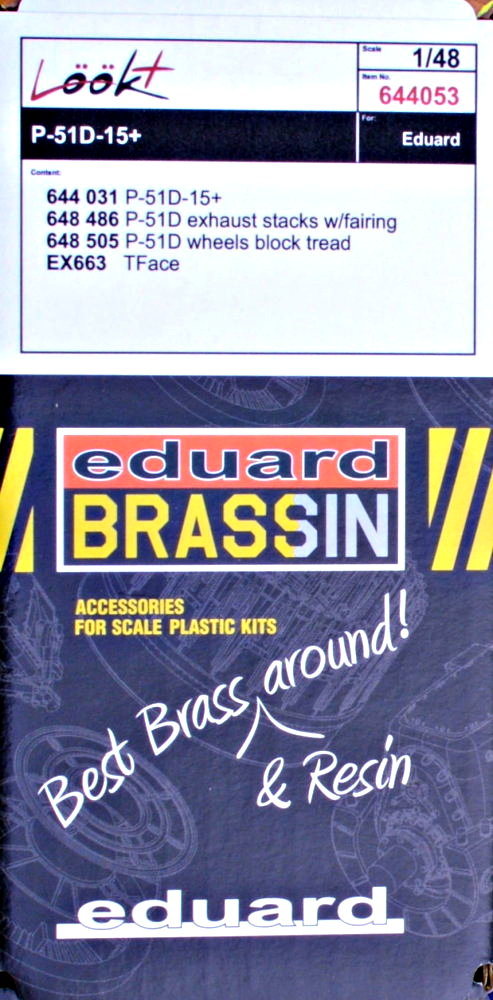 Löökt
Scale
1/48
Item No.
644053
P-51D-15+
For:
Eduard
Content:
644 031 P-51D-15+
648 486 P-51D exhaust stacks w/fairing
648 505 P-51D wheels block tread
EX663 TFace
eduard
BRASSIN
ACCESSORIES
FOR SCALE PLASTIC KITS
Best Brass around!
& Resin
eduard